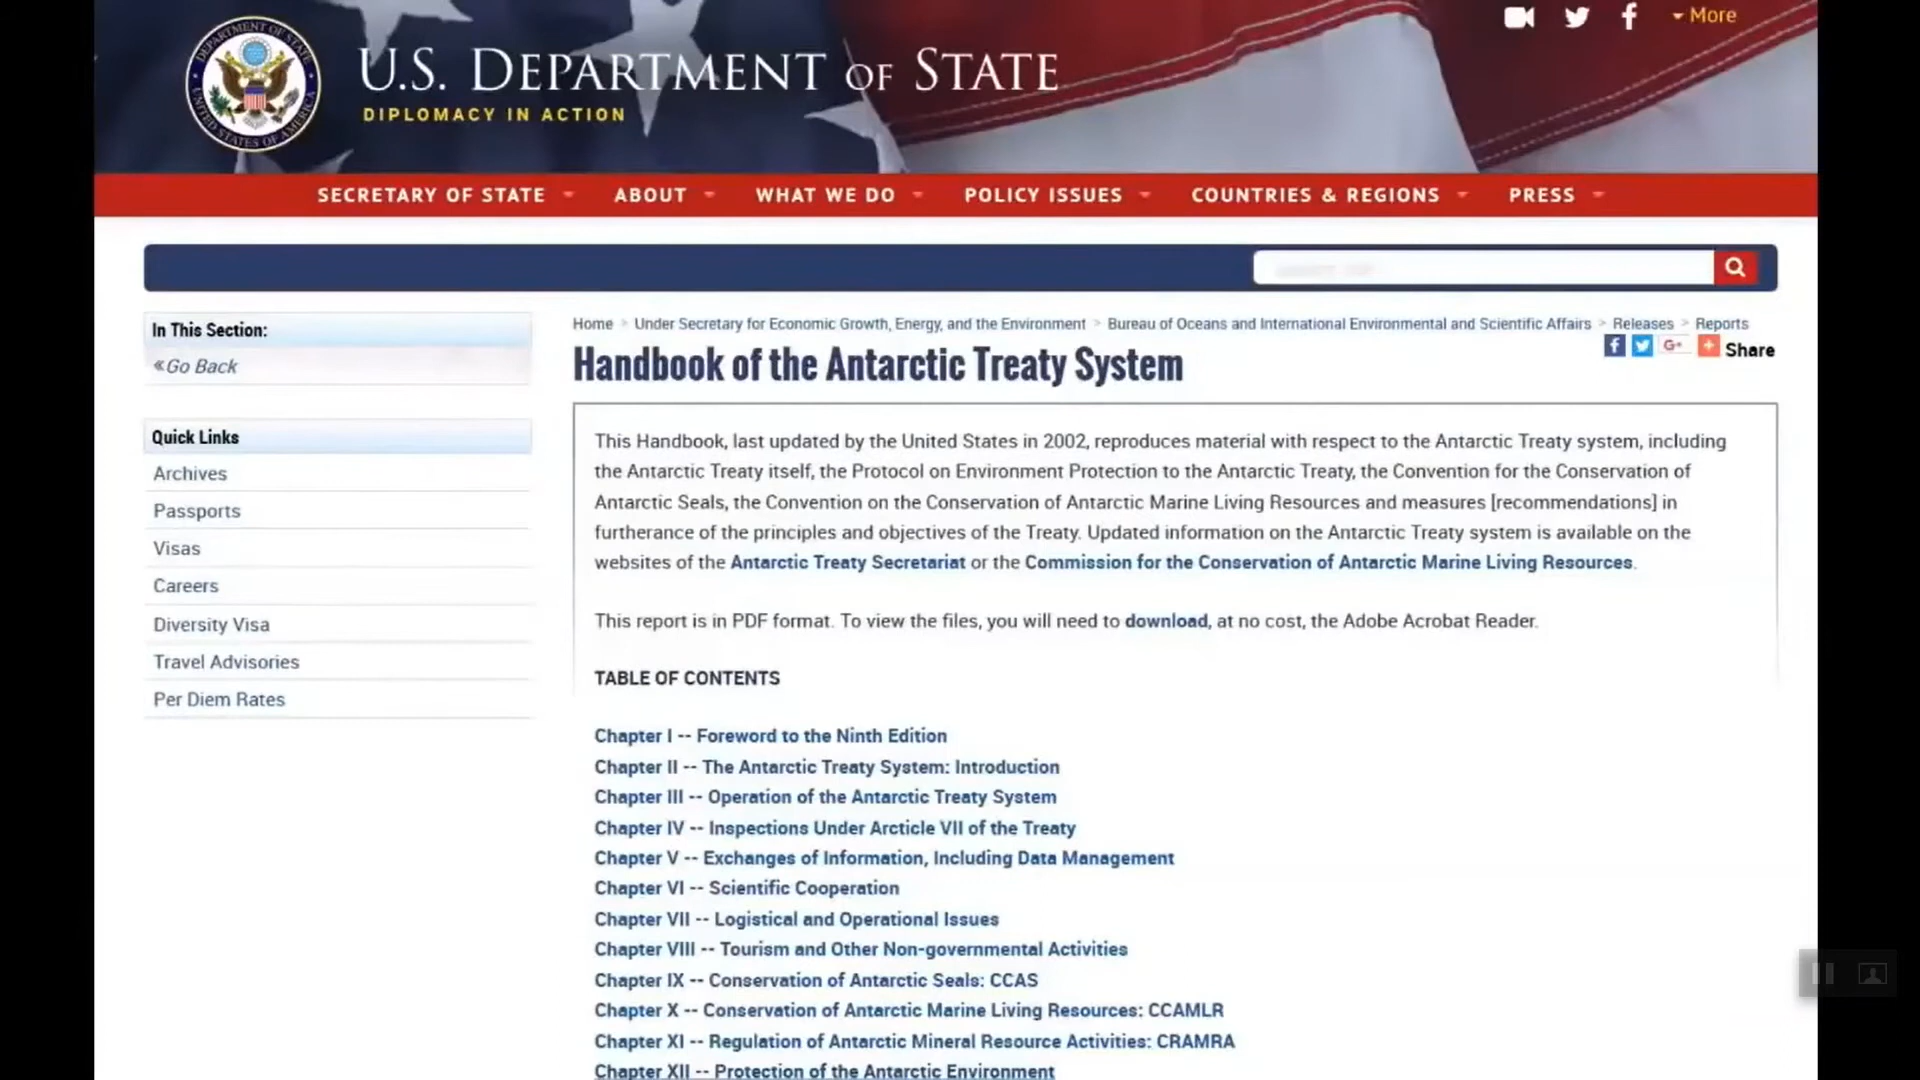 DEPARTMENT OF STATE
UNITED STATES OF AMERICA
U.S. DEPARTMENT OF STATE
DIPLOMACY IN ACTION
More
SECRETARY OF STATE ABOUT WHAT WE DO POLICY ISSUES COUNTRIES & REGIONS PRESS
In This Section:
«Go Back
Quick Links
Archives
Passports
Visas
Careers
Diversity Visa
Travel Advisories
Per Diem Rates
Home > Under Secretary for Economic Growth, Energy, and the Environment > Bureau of Oceans and International Environmental and Scientific Affairs > Releases > Reports
G+ Share
Handbook of the Antarctic Treaty System
This Handbook, last updated by the United States in 2002, reproduces material with respect to the Antarctic Treaty system, including
the Antarctic Treaty itself, the Protocol on Environment Protection to the Antarctic Treaty, the Convention for the Conservation of
Antarctic Seals, the Convention on the Conservation of Antarctic Marine Living Resources and measures [recommendations] in
furtherance of the principles and objectives of the Treaty. Updated information on the Antarctic Treaty system is available on the
websites of the Antarctic Treaty Secretariat or the Commission for the Conservation of Antarctic Marine Living Resources.
This report is in PDF format. To view the files, you will need to download, at no cost, the Adobe Acrobat Reader.
TABLE OF CONTENTS
Chapter I -- Foreword to the Ninth Edition
Chapter II -- The Antarctic Treaty System: Introduction
Chapter III -- Operation of the Antarctic Treaty System
Chapter IV -- Inspections Under Arcticle VII of the Treaty
Chapter V -- Exchanges of Information, Including Data Management
Chapter VI -- Scientific Cooperation
Chapter VII -- Logistical and Operational Issues
Chapter VIII -- Tourism and Other Non-governmental Activities
Chapter IX -- Conservation of Antarctic Seals: CCAS
Chapter X -- Conservation of Antarctic Marine Living Resources: CCAMLR
Chapter XI -- Regulation of Antarctic Mineral Resource Activities: CRAMRA
Chapter XII -- Protection of the Antarctic Environment